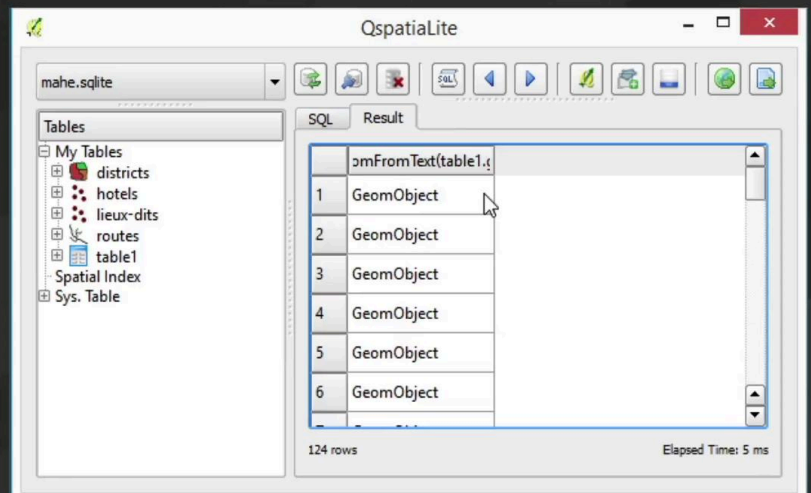 QspatiaLite
mahe.sqlite
SQL
Tables
My Tables
districts
hotels
lieux-dits
routes
table1
Spatial Index
Sys. Table
SQL
Result
omFromText(table1.g
1 GeomObject
2 GeomObject
3 GeomObject
4 GeomObject
5 GeomObject
6 GeomObject
124 rows
Elapsed Time: 5 ms